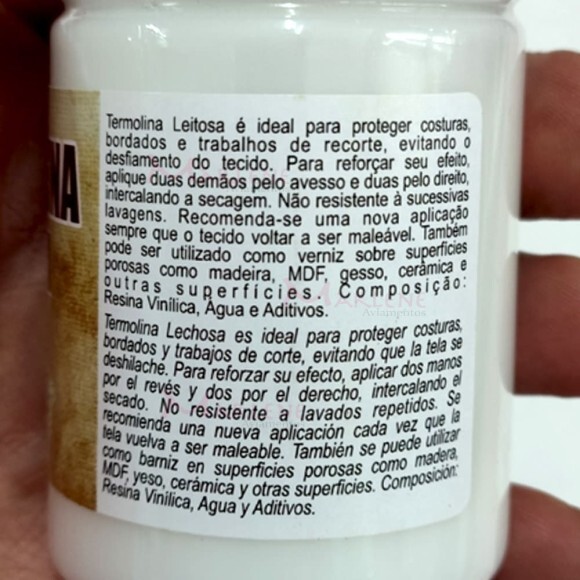 NA
Termolina Leitosa é ideal para proteger costuras,
bordados e trabalhos de recorte, evitando o
desfiamento do tecido. Para reforçar seu efeito,
aplique duas demãos pelo avesso e duas pelo direito,
intercalando a secagem. Não resistente à sucessivas
lavagens. Recomenda-se uma nova aplicação
sempre que o tecido voltar a ser maleável. Também
pode ser utilizado como verniz sobre superfícies
porosas como madeira, MDF, gesso, cerâmica e
outras superfícies. Composição:
Resina Vinílica, Água e Aditivos.
MARLENE
Aviamentos
Termolina Lechosa es ideal para proteger costuras,
bordados y trabajos de corte, evitando que la tela se
deshilache. Para reforzar su efecto, aplicar dos manos
por el revés y dos por el derecho, intercalando el
secado. No resistente a lavados repetidos. Se
recomienda una nueva aplicación cada vez que la
tela vuelva a ser maleable. También se puede utilizar
como barniz en superficies porosas como madera,
MDF, yeso, cerámica y otras superficies. Composición:
Resina Vinílica, Agua y Aditivos.